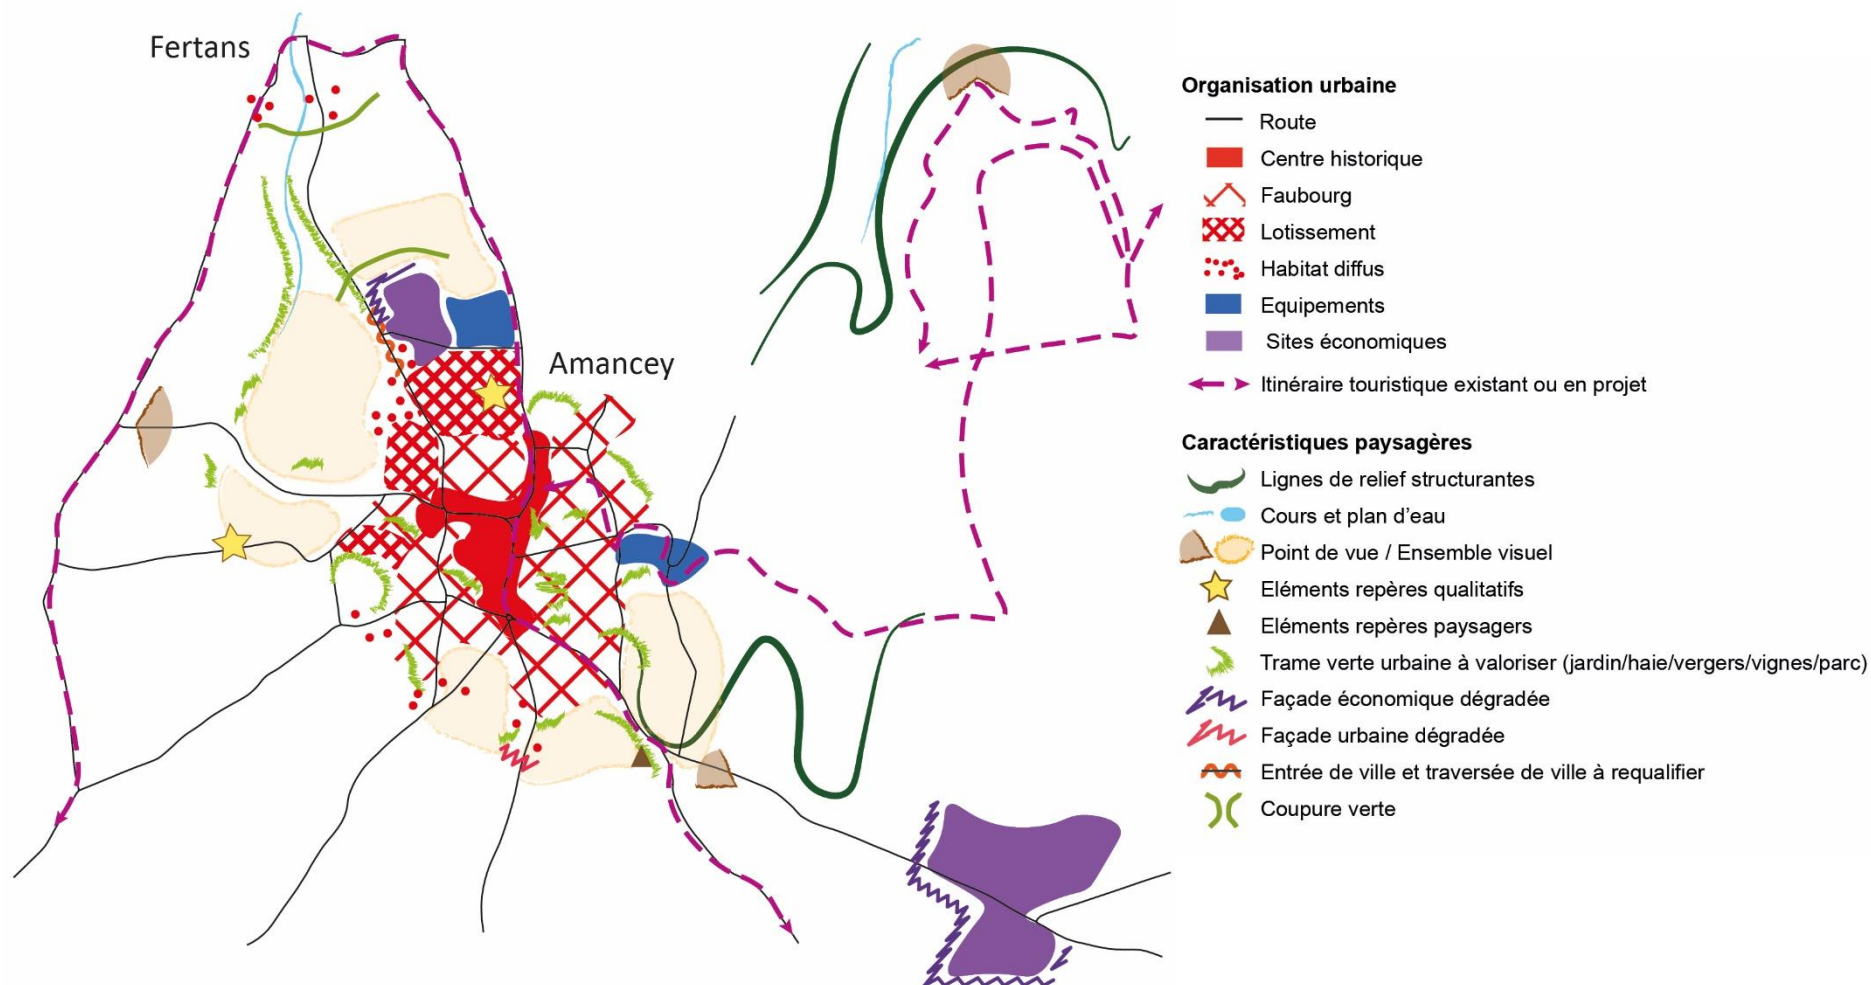 Fertans
Amancey
Organisation urbaine
Route
Centre historique
Faubourg
Lotissement
Habitat diffus
Equipements
Sites économiques
Itinéraire touristique existant ou en projet
Caractéristiques paysagères
Lignes de relief structurantes
Cours et plan d'eau
Point de vue / Ensemble visuel
Eléments repères qualitatifs
Eléments repères paysagers
Trame verte urbaine à valoriser (jardin/haie/vergers/vignes/parc)
Façade économique dégradée
Façade urbaine dégradée
Entrée de ville et traversée de ville à requalifier
Coupure verte